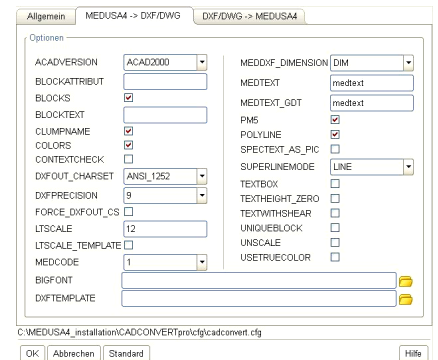 Allgemein
MEDUSA4 -> DXF/DWG
DXF/DWG -> MEDUSA4
Optionen
ACADVERSION
ACAD2000
BLOCKATTRIBUT
BLOCKS
BLOCKTEXT
CLUMPNAME
COLORS
CONTEXTCHECK
DXFOUT_CHARSET
ANSI_1252
DXFPRECISION
9
FORCE_DXFOUT_CS
LTSCALE
12
LTSCALE_TEMPLATE
MEDCODE
1
MEDDXF_DIMENSION
DIM
MEDTEXT
medtext
MEDTEXT_GDT
medtext
PM5
POLYLINE
SPECTEXT_AS_PIC
SUPERLINEMODE
LINE
TEXTBOX
TEXTHEIGHT_ZERO
TEXTWITHSHEAR
UNIQUEBLOCK
UNSCALE
USETRUECOLOR
BIGFONT
DXFTEMPLATE
C:\MEDUSA4_installation\CADCONVERTpro\cfg\cadconvert.cfg
OK
Abbrechen
Standard
Hilfe